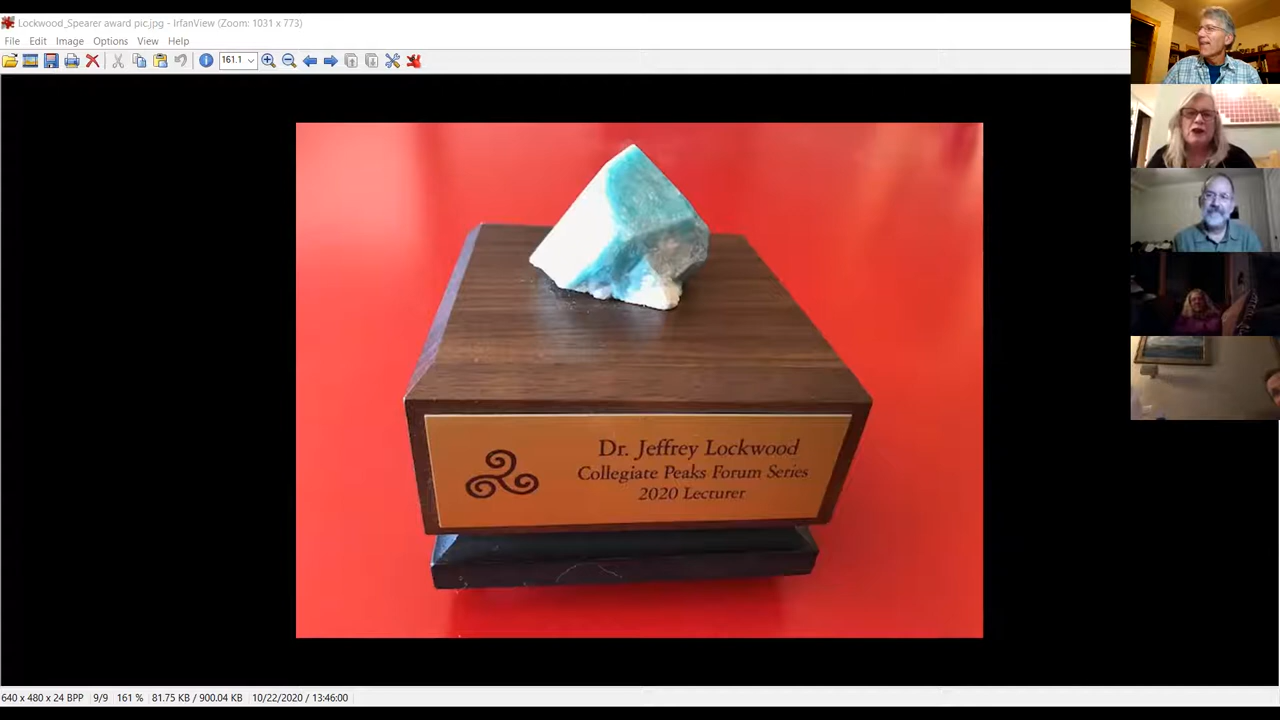 Lockwood_Spearer award pic.jpg - IrfanView (Zoom: 1031 x 773)
File Edit Image Options View Help
161.1
Dr. Jeffrey Lockwood
Collegiate Peaks Forum Series
2020 Lecturer
640 x 480 x 24 BPP 9/9 161 % 81.75 KB / 900.04 KB 10/22/2020 / 13:46:00